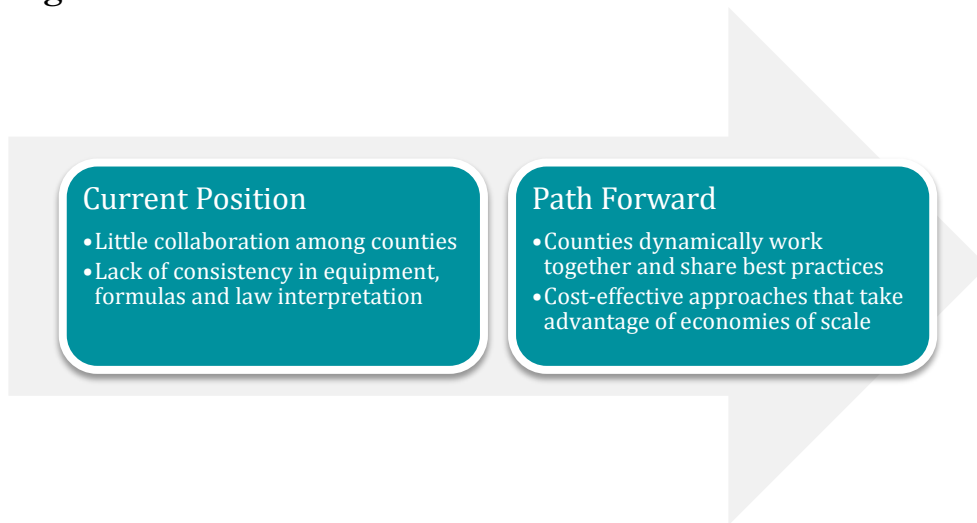 Current Position
•Little collaboration among counties
•Lack of consistency in equipment,
formulas and law interpretation
Path Forward
•Counties dynamically work
together and share best practices
•Cost-effective approaches that take
advantage of economies of scale